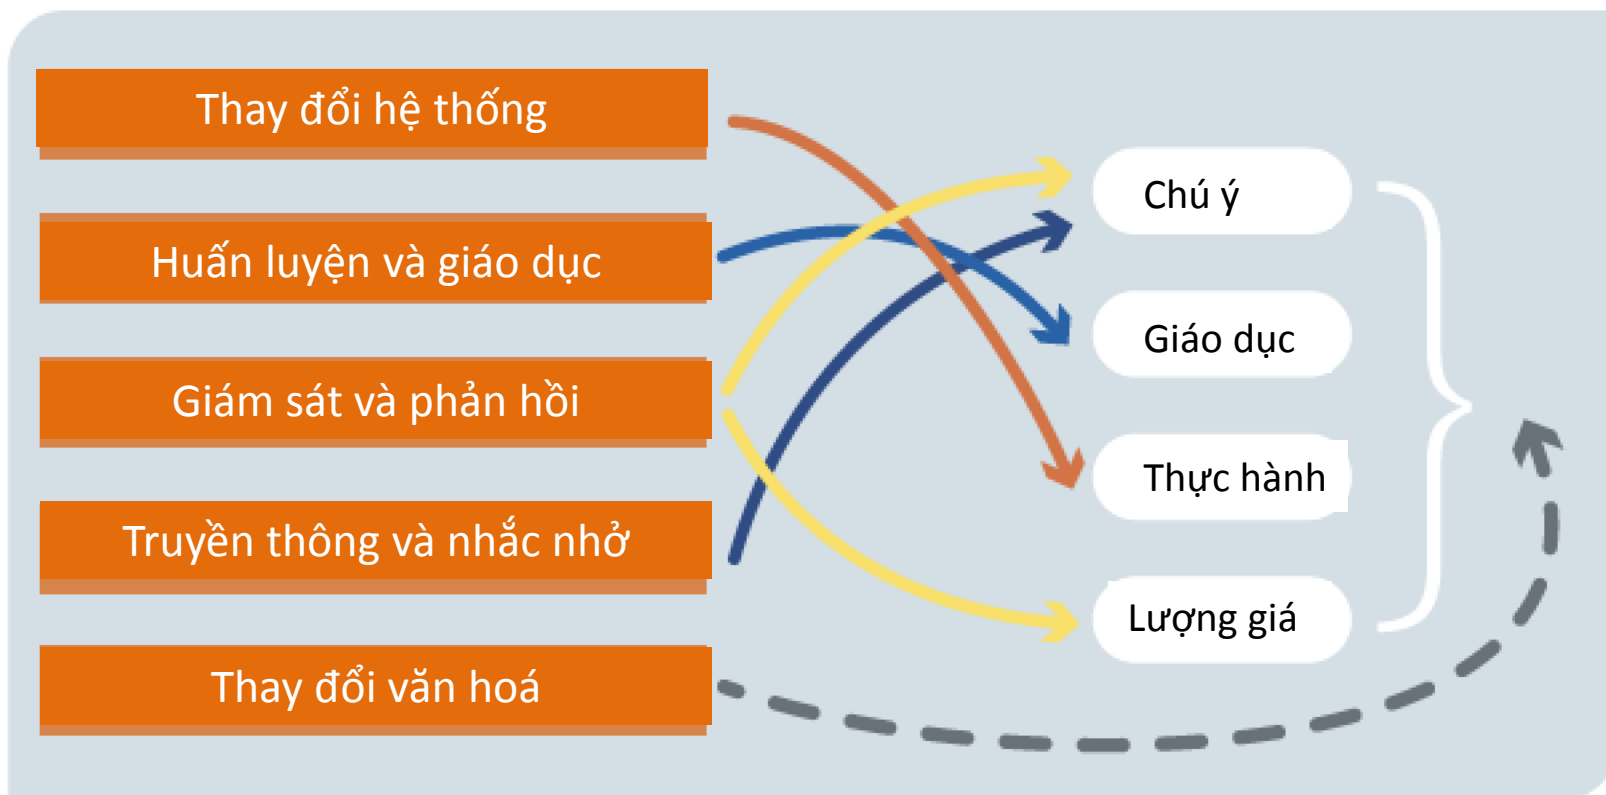 Thay đổi hệ thống
Huấn luyện và giáo dục
Giám sát và phản hồi
Truyền thông và nhắc nhở
Thay đổi văn hoá
Chú ý
Giáo dục
Thực hành
Lượng giá